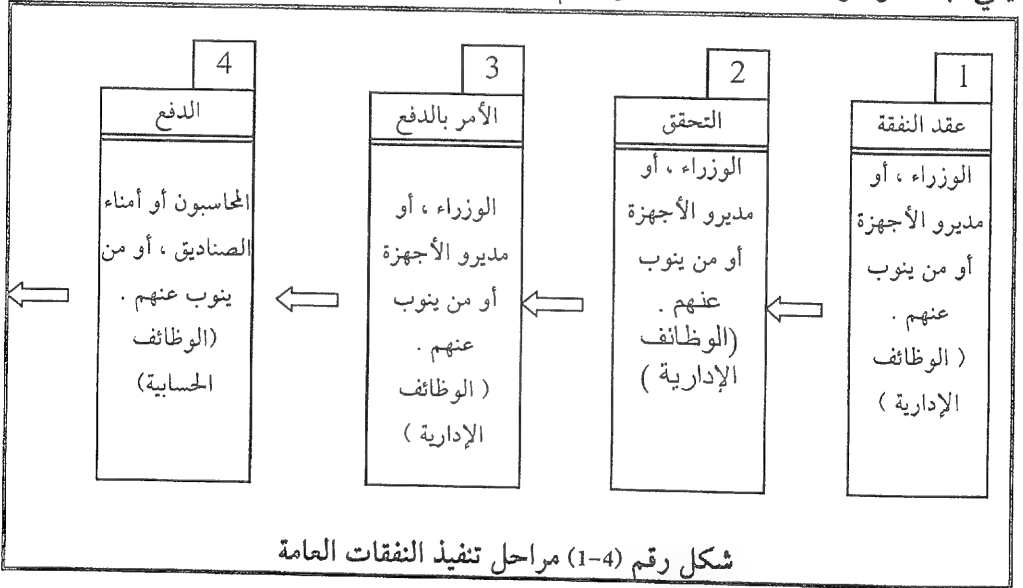 1
عقد النفقة
الوزراء ، أو
مديرو الأجهزة
أو من ينوب
عنهم .
( الوظائف
الإدارية )
2
التحقق
الوزراء ، أو
مديرو الأجهزة
أو من ينوب
عنهم .
(الوظائف
الإدارية )
3
الأمر بالدفع
الوزراء ، أو
مديرو الأجهزة
أو من ينوب
عنهم .
( الوظائف
الإدارية )
4
الدفع
المحاسبون أو أمناء
الصناديق ، أو من
ينوب عنهم .
(الوظائف
الحسابية)
شكل رقم (4-1) مراحل تنفيذ النفقات العامة